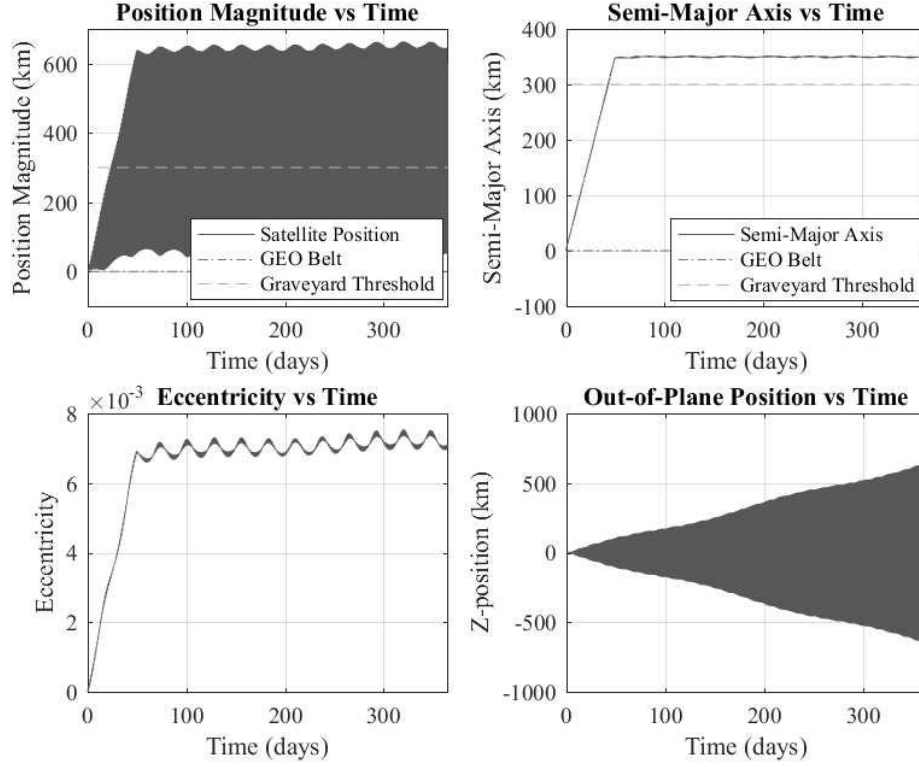 Position Magnitude vs Time
Position Magnitude (km)
600
400
200
0
Satellite Position
GEO Belt
Graveyard Threshold
0 100 200 300
Time (days)
Semi-Major Axis vs Time
Semi-Major Axis (km)
400
300
200
100
0
-100
Semi-Major Axis
GEO Belt
Graveyard Threshold
0 100 200 300
Time (days)
×10⁻³ Eccentricity vs Time
Eccentricity
8
6
4
2
0
0 100 200 300
Time (days)
Out-of-Plane Position vs Time
Z-position (km)
1000
500
0
-500
-1000
0 100 200 300
Time (days)